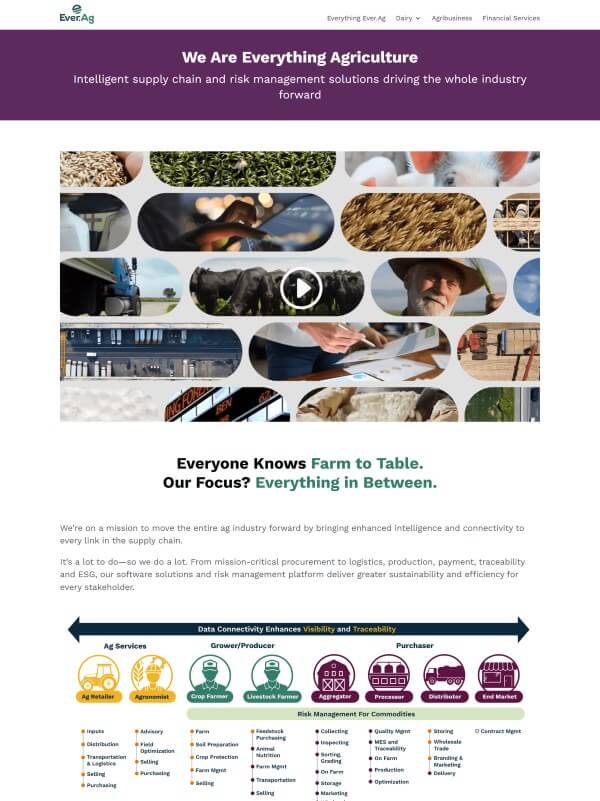 Ever.Ag
Everything Ever.Ag
Dairy
Agribusiness
Financial Services
We Are Everything Agriculture
Intelligent supply chain and risk management solutions driving the whole industry
forward
BEN
67
Everyone Knows Farm to Table.
Our Focus? Everything in Between.
We're on a mission to move the entire ag industry forward by bringing enhanced intelligence and connectivity to
every link in the supply chain.
It's a lot to do—so we do a lot. From mission-critical procurement to logistics, production, payment, traceability
and ESG, our software solutions and risk management platform deliver greater sustainability and efficiency for
every stakeholder.
Data Connectivity Enhances Visibility and Traceability
Ag Services
Grower/Producer
Purchaser
Ag Retailer
Agronomist
Crop Farmer
Livestock Farmer
Aggregator
Processer
Distributor
End Market
Risk Management For Commodities
Inputs
Distribution
Transportation
& Logistics
Selling
Purchasing
Advisory
Field
Optimization
Selling
Purchasing
Farm
Soil Preparation
Crop Protection
Farm Mgmt
Selling
Feedstock
Purchasing
Animal
Nutrition
Farm Mgmt
Transportation
Selling
Collecting
Inspecting
Sorting,
Grading
On Farm
Storage
Marketing
Quality Mgmt
MES and
Traceability
On Farm
Production
Optimization
Storing
Wholesale
Trade
Branding &
Marketing
Delivery
Contract Mgmt